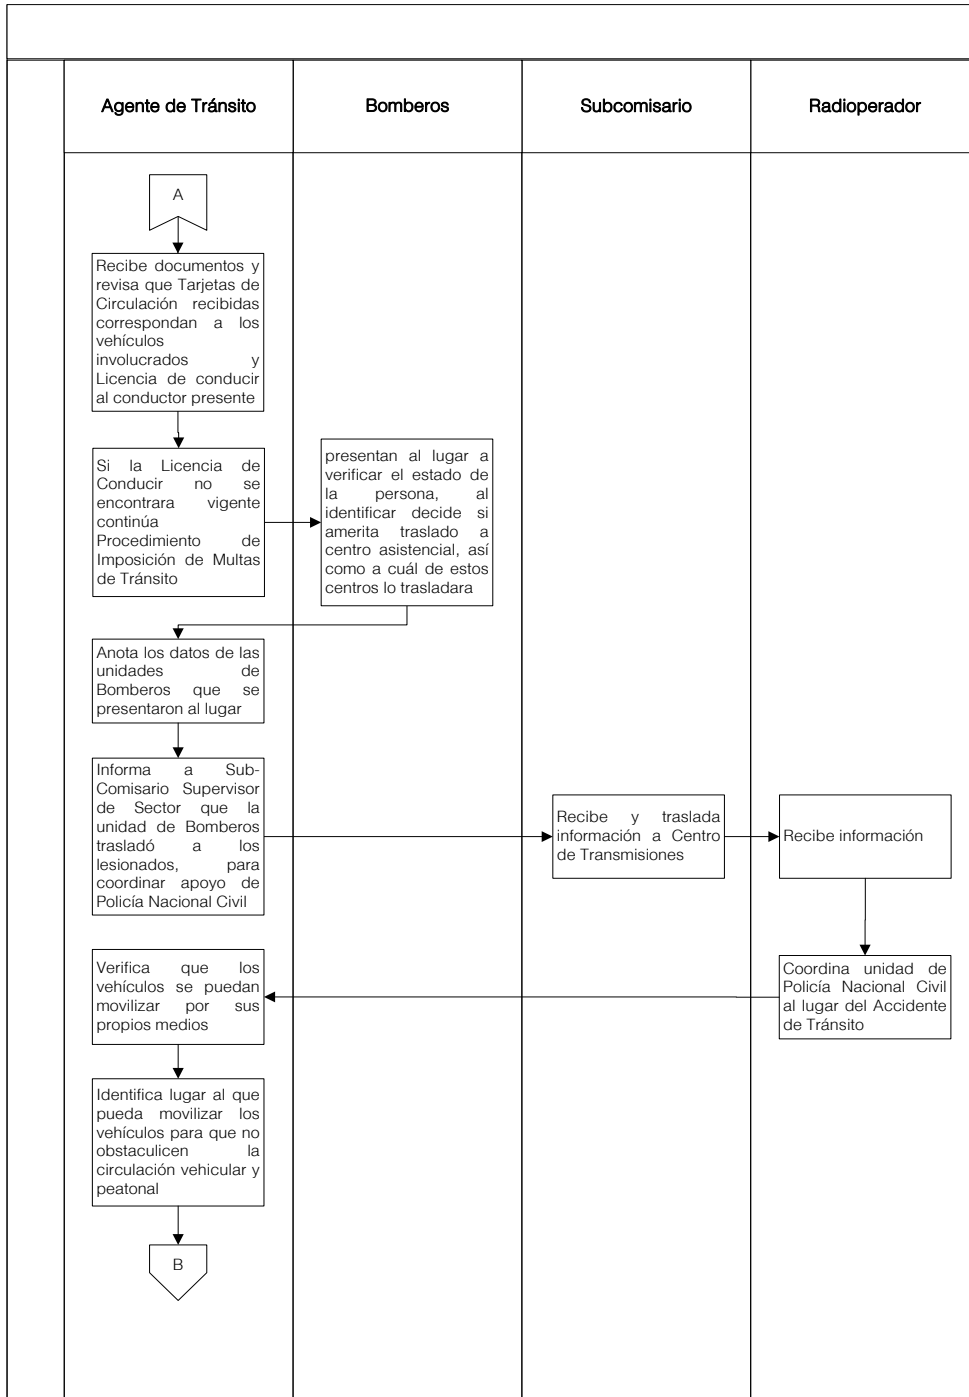 Agente de Tránsito
Bomberos
Subcomisario
Radioperador
A
Recibe documentos y
revisa que Tarjetas de
Circulación recibidas
correspondan a los
vehículos
involucrados y
Licencia de conducir
al conductor presente
Si la Licencia de
Conducir no se
encontrara vigente
continúa
Procedimiento de
Imposición de Multas
de Tránsito
presentan al lugar a
verificar el estado de
la persona, al
identificar decide si
amerita traslado a
centro asistencial, así
como a cuál de estos
centros lo trasladara
Anota los datos de las
unidades de
Bomberos que se
presentaron al lugar
Informa a Sub-
Comisario Supervisor
de Sector que la
unidad de Bomberos
trasladó a los
lesionados, para
coordinar apoyo de
Policía Nacional Civil
Recibe y traslada
información a Centro
de Transmisiones
Recibe información
Coordina unidad de
Policía Nacional Civil
al lugar del Accidente
de Tránsito
Verifica que los
vehículos se puedan
movilizar por sus
propios medios
Identifica lugar al que
pueda movilizar los
vehículos para que no
obstaculicen la
circulación vehicular y
peatonal
B